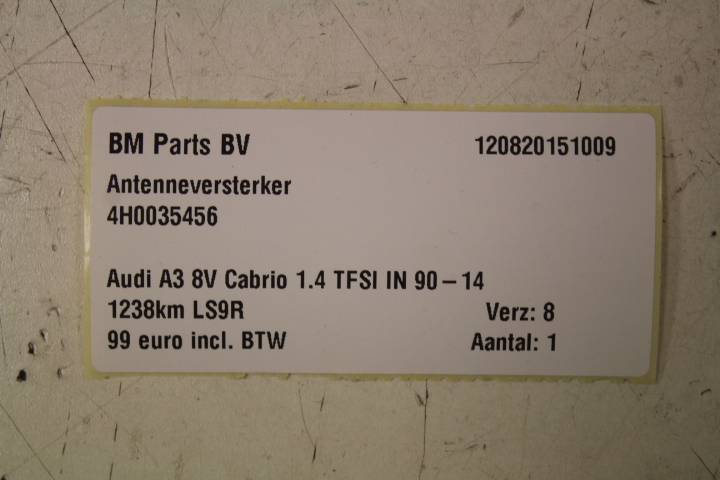 BM Parts BV 120820151009
Antenneversterker
4H0035456
Audi A3 8V Cabrio 1.4 TFSI IN 90-14
1238km LS9R Verz: 8
99 euro incl. BTW Aantal: 1